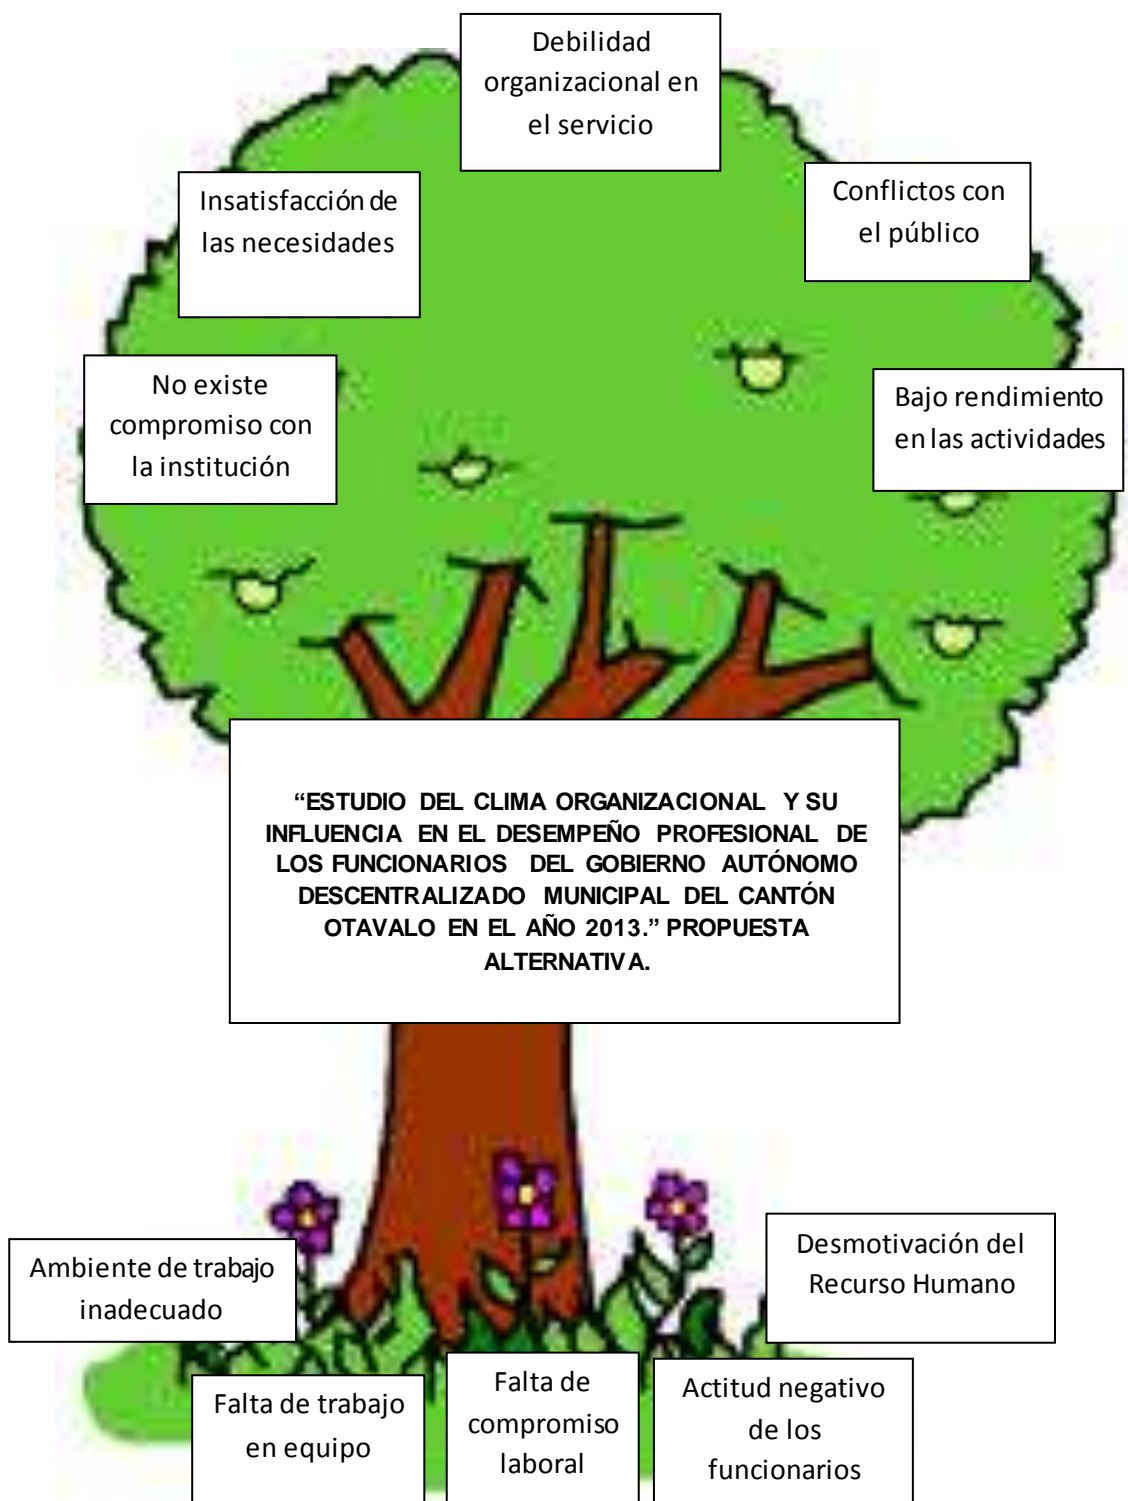 Debilidad
organizacional en
el servicio
Insatisfacción de
las necesidades
Conflictos con
el público
No existe
compromiso con
la institución
Bajo rendimiento
en las actividades
“ESTUDIO DEL CLIMA ORGANIZACIONAL Y SU
INFLUENCIA EN EL DESEMPEÑO PROFESIONAL DE
LOS FUNCIONARIOS DEL GOBIERNO AUTÓNOMO
DESCENTRALIZADO MUNICIPAL DEL CANTÓN
OTAVALO EN EL AÑO 2013.” PROPUESTA
ALTERNATIVA.
Ambiente de trabajo
inadecuado
Desmotivación del
Recurso Humano
Falta de trabajo
en equipo
Falta de
compromiso
laboral
Actitud negativo
de los
funcionarios